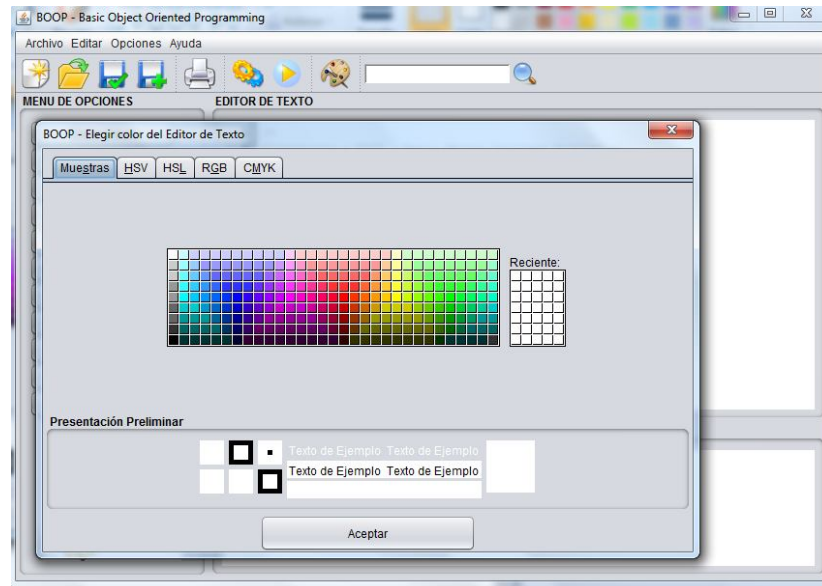 BOOP - Basic Object Oriented Programming
Archivo Editar Opciones Ayuda
MENU DE OPCIONES EDITOR DE TEXTO
BOOP - Elegir color del Editor de Texto
Muestras HSV HSL RGB CMYK
Reciente:
Presentación Preliminar
Texto de Ejemplo Texto de Ejemplo
Texto de Ejemplo Texto de Ejemplo
Aceptar